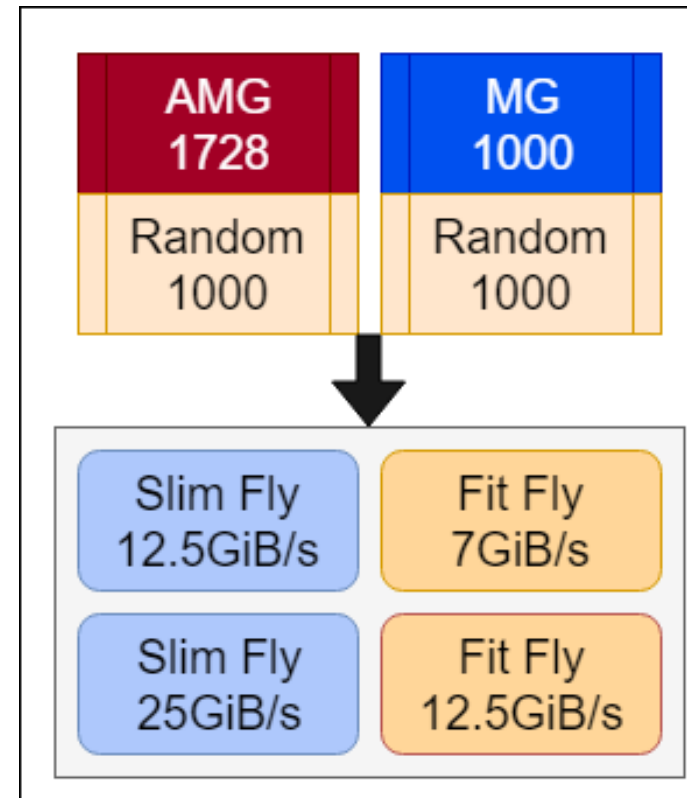 AMG
1728
MG
1000
Random
1000
Random
1000
Slim Fly
12.5GiB/s
Fit Fly
7GiB/s
Slim Fly
25GiB/s
Fit Fly
12.5GiB/s